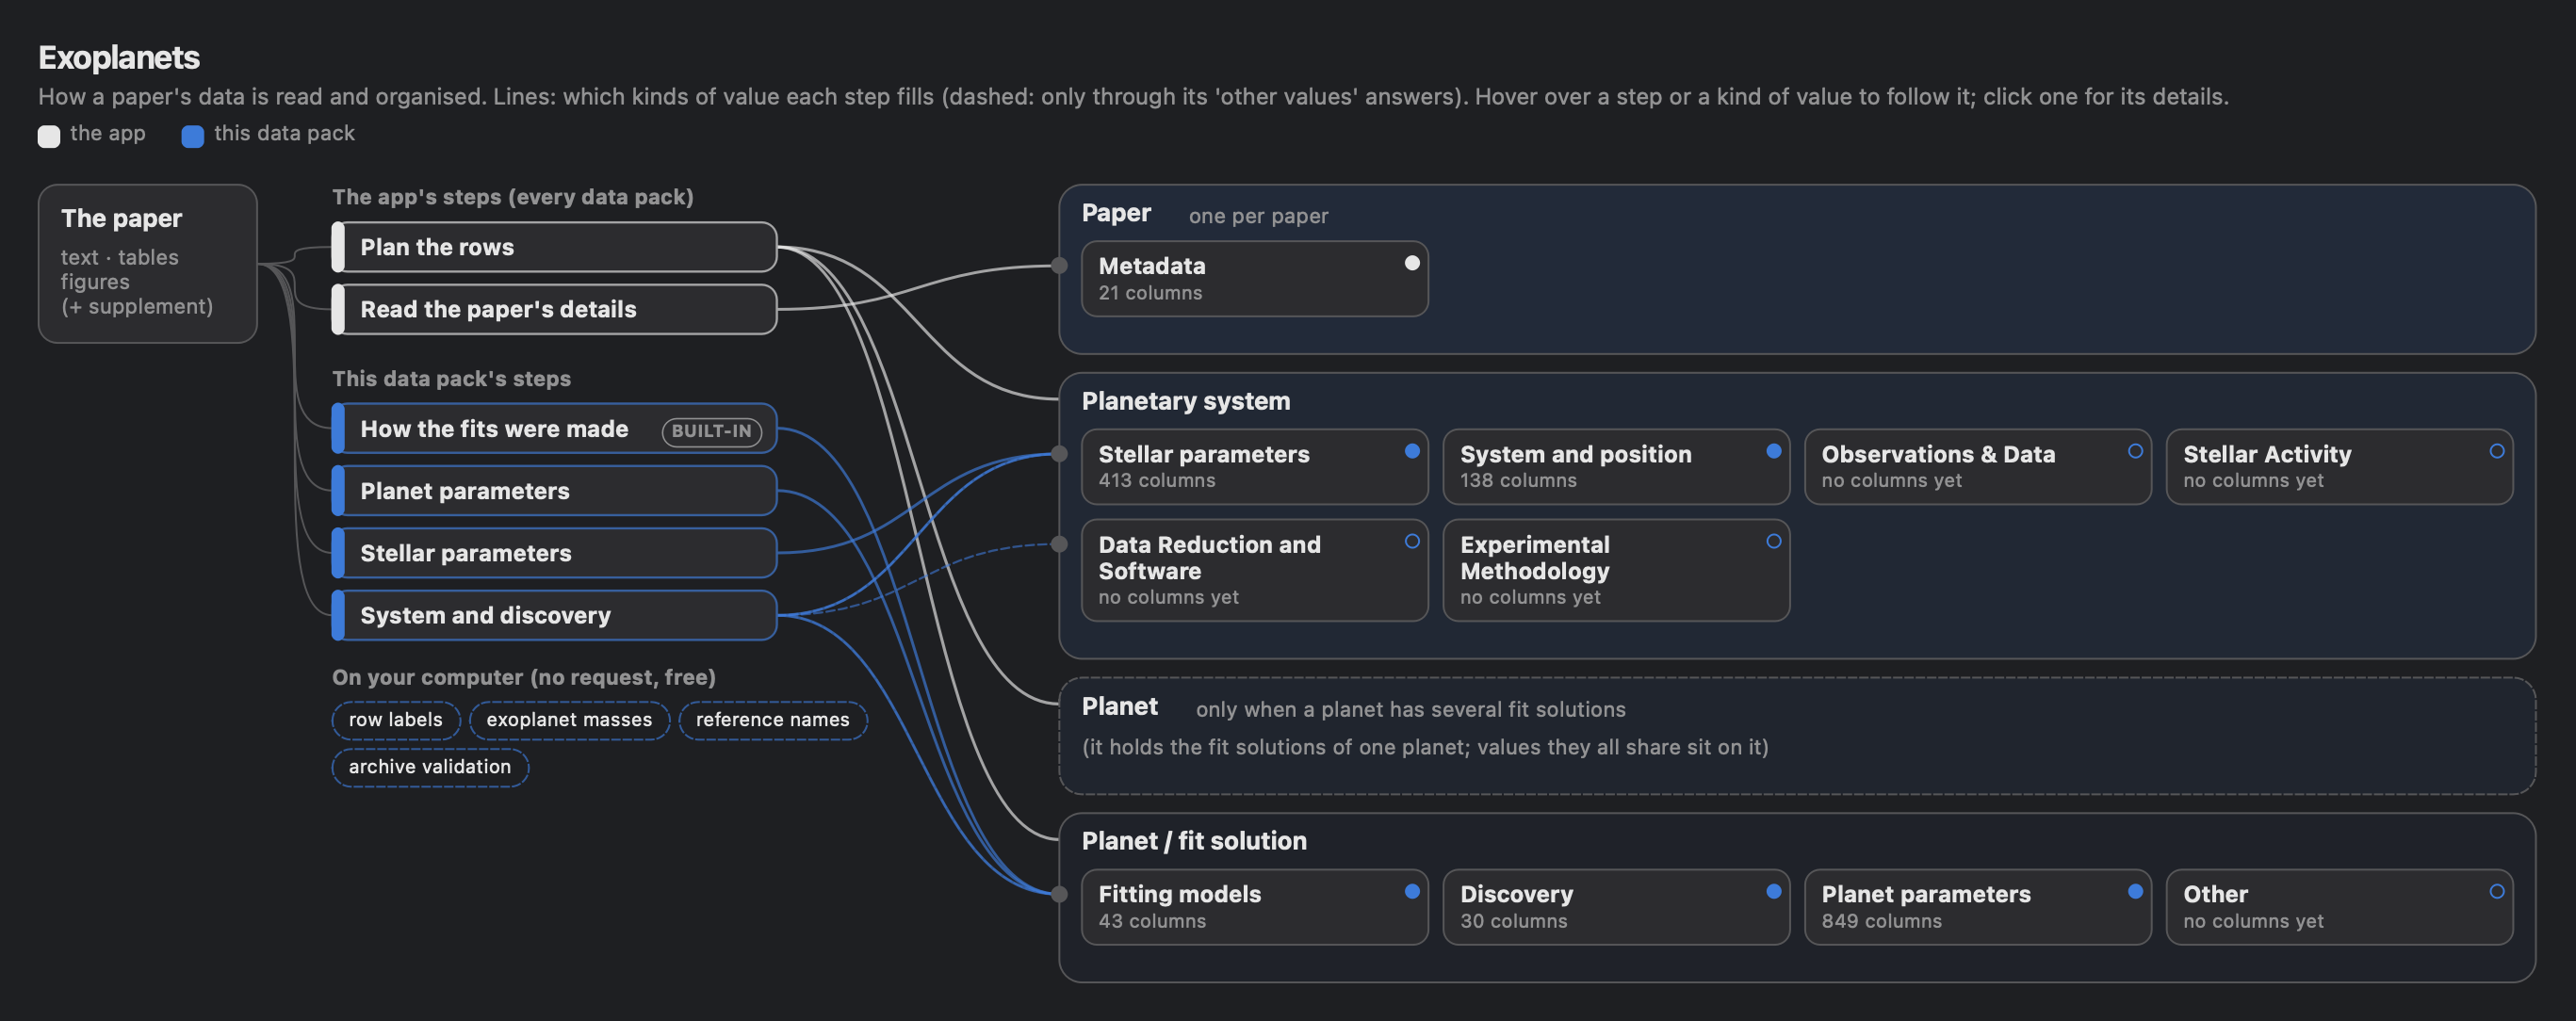 Exoplanets
How a paper's data is read and organised. Lines: which kinds of value each step fills (dashed: only through its 'other values' answers). Hover over a step or a kind of value to follow it; click one for its details.
the app
this data pack
The paper
text · tables
figures
(+ supplement)
The app's steps (every data pack)
Plan the rows
Read the paper's details
This data pack's steps
How the fits were made
BUILT-IN
Planet parameters
Stellar parameters
System and discovery
On your computer (no request, free)
row labels
exoplanet masses
reference names
archive validation
Paper
one per paper
Metadata
21 columns
Planetary system
Stellar parameters
413 columns
System and position
138 columns
Observations & Data
no columns yet
Stellar Activity
no columns yet
Data Reduction and
Software
no columns yet
Experimental
Methodology
no columns yet
Planet
only when a planet has several fit solutions
(it holds the fit solutions of one planet; values they all share sit on it)
Planet / fit solution
Fitting models
43 columns
Discovery
30 columns
Planet parameters
849 columns
Other
no columns yet